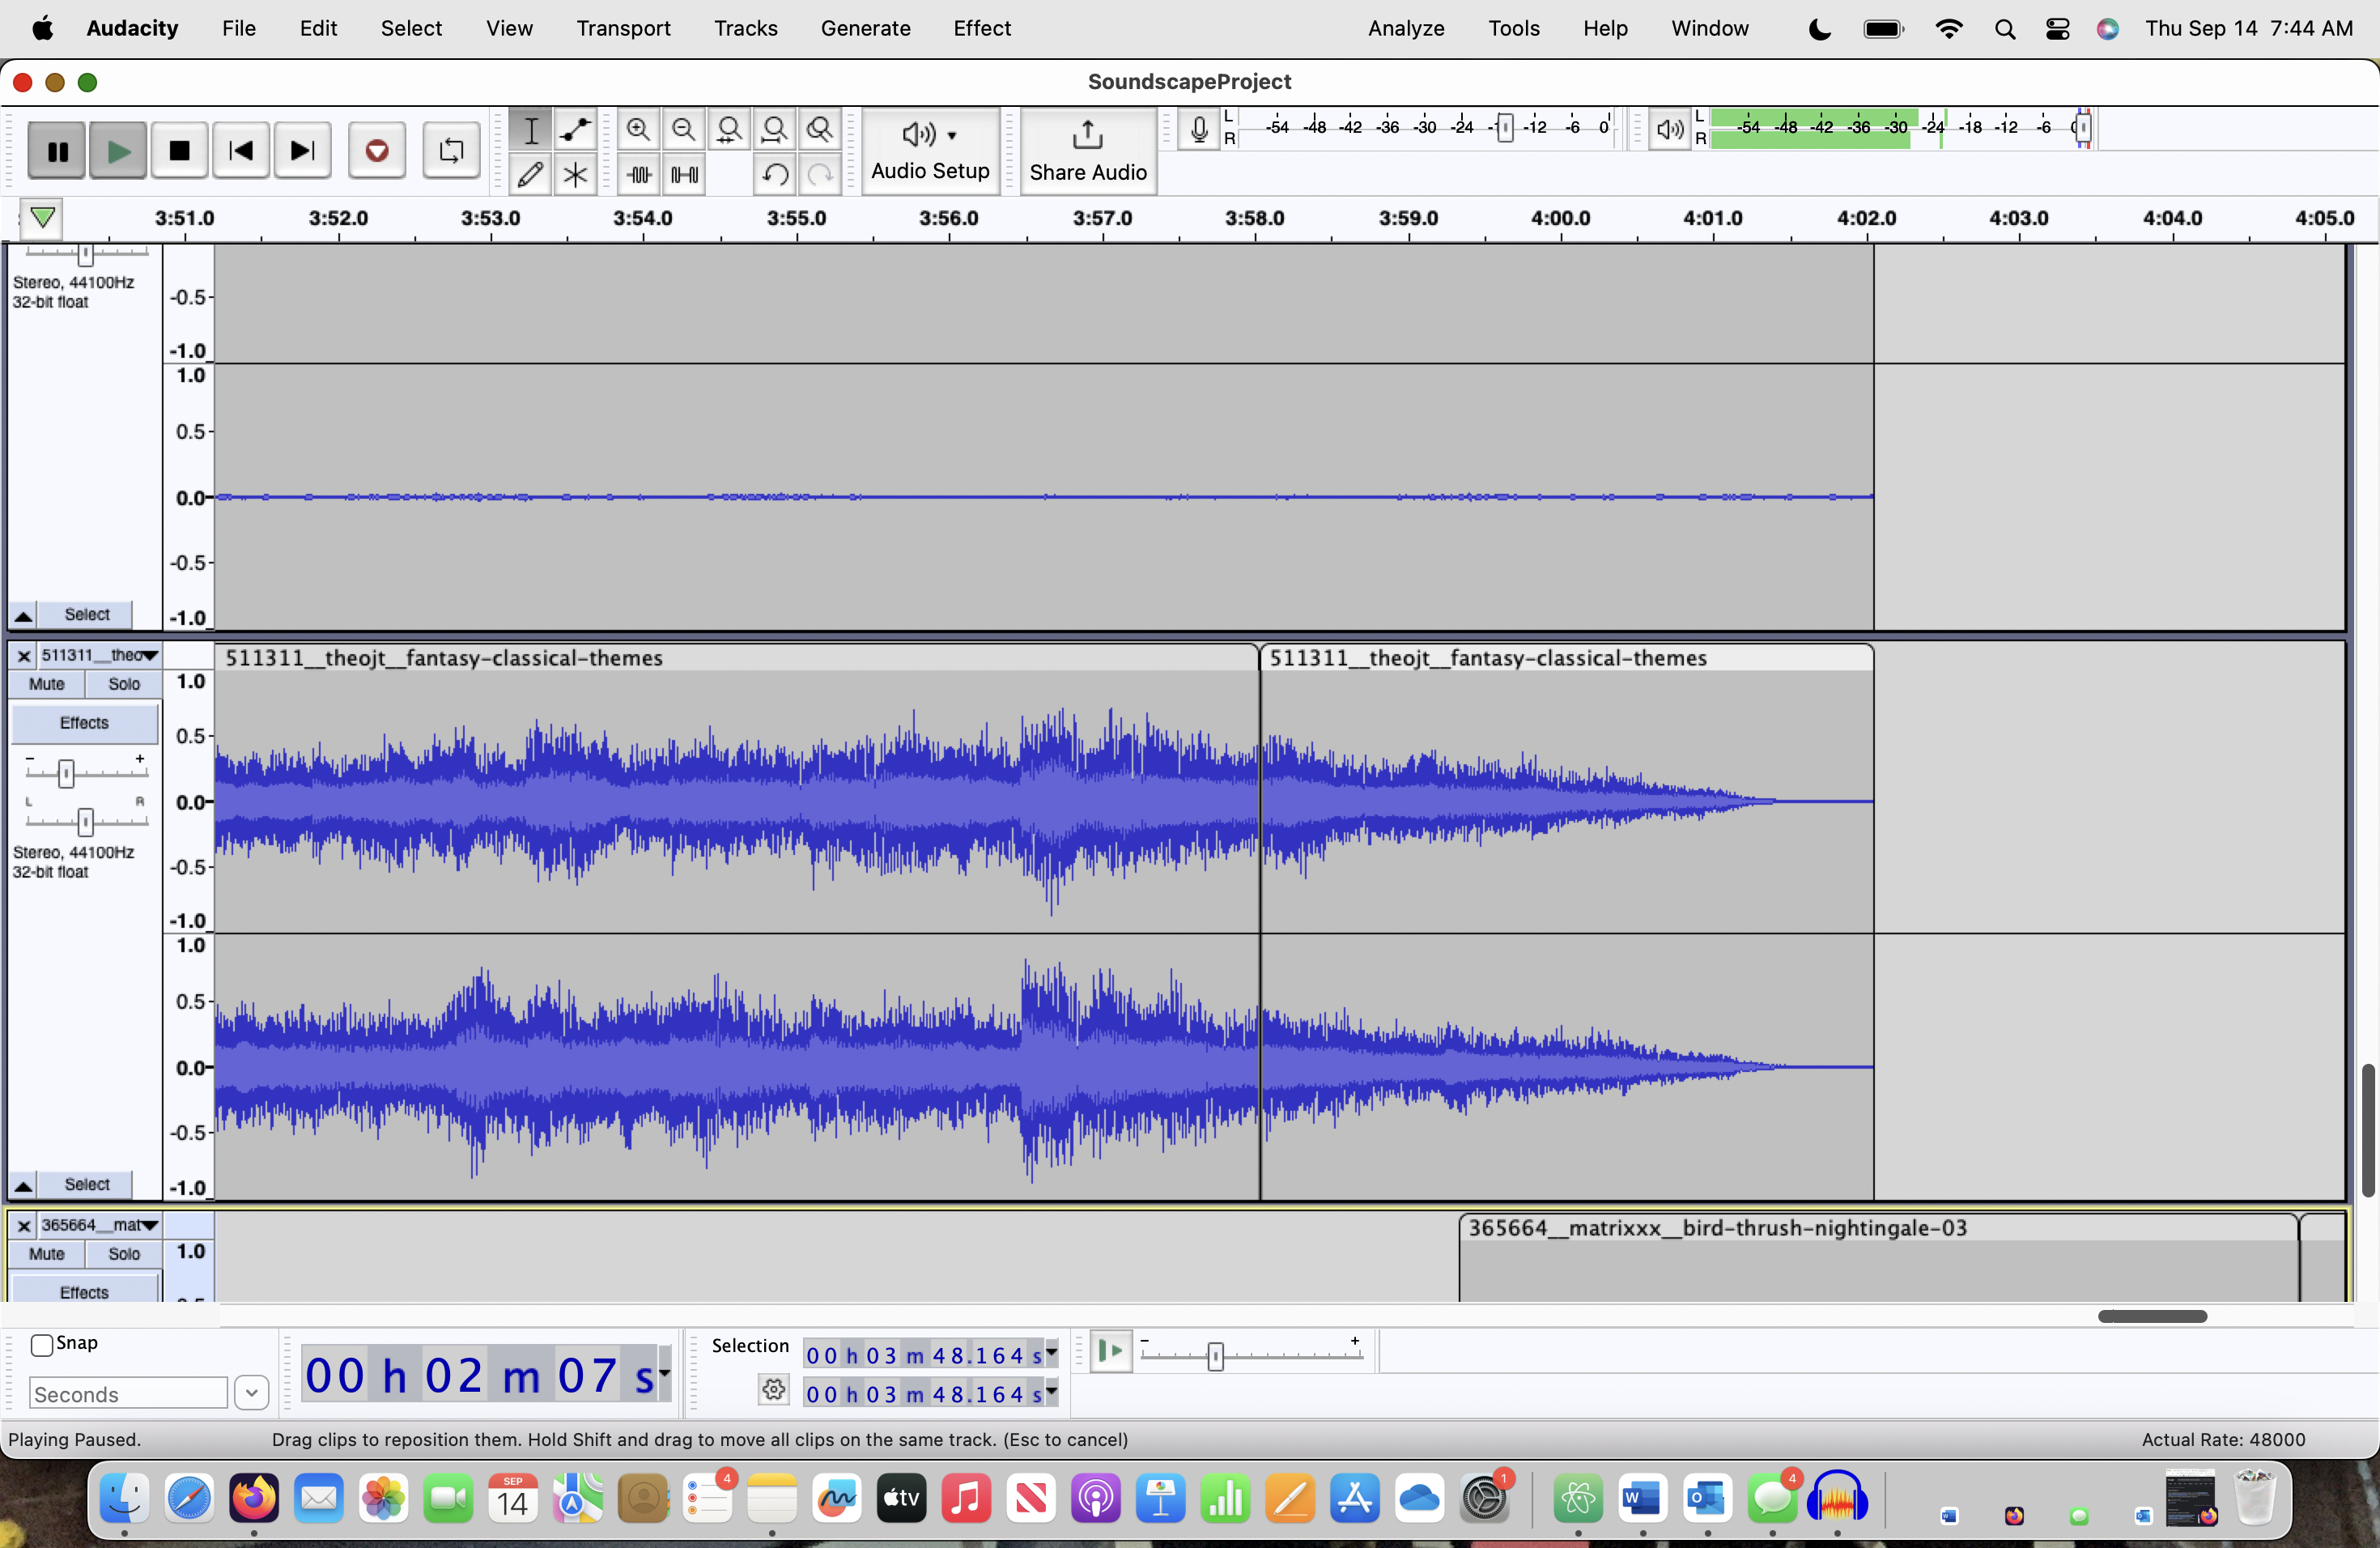 Audacity File Edit Select View Transport Tracks Generate Effect Analyze Tools Help Window Thu Sep 14 7:44 AM
SoundscapeProject
L -54 -48 -42 -36 -30 -24 -12 -6 0
R
L -54 -48 -42 -36 -30 -24 -18 -12 -6
R
Audio Setup
Share Audio
3:51.0 3:52.0 3:53.0 3:54.0 3:55.0 3:56.0 3:57.0 3:58.0 3:59.0 4:00.0 4:01.0 4:02.0 4:03.0 4:04.0 4:05.0
Stereo, 44100Hz
32-bit float
-0.5
-1.0
1.0
0.5
0.0
-0.5
-1.0
Select
511311__theo
511311__theojt__fantasy-classical-themes
511311__theojt__fantasy-classical-themes
Mute Solo
Effects
- +
L R
Stereo, 44100Hz
32-bit float
1.0
0.5
0.0
-0.5
-1.0
1.0
0.5
0.0
-0.5
-1.0
Select
365664__mat
365664__matrixxx__bird-thrush-nightingale-03
Mute Solo
1.0
Effects
Snap
Seconds
00 h 02 m 07 s
Selection
00 h 03 m 48.164 s
00 h 03 m 48.164 s
- +
Playing Paused.
Drag clips to reposition them. Hold Shift and drag to move all clips on the same track. (Esc to cancel)
Actual Rate: 48000
SEP
14
4
tv
1
W
O
4